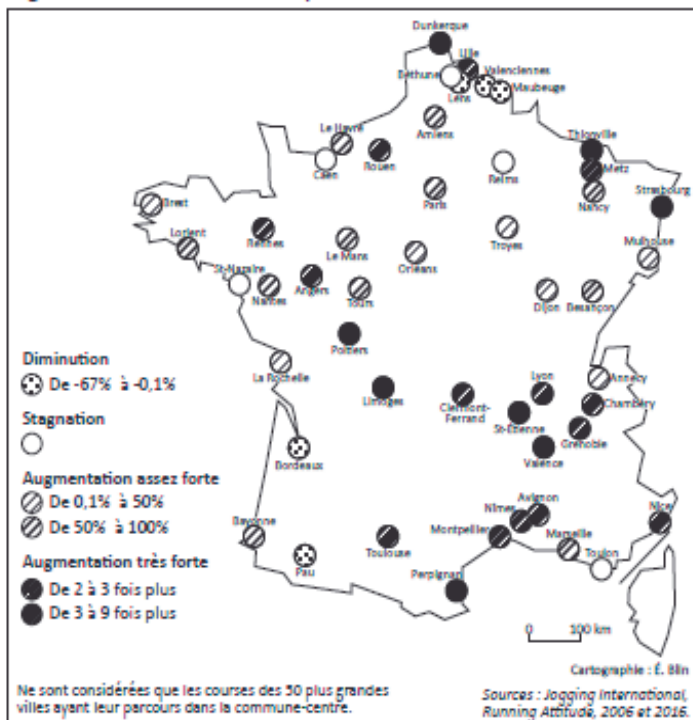 Dunkerque
Lille
Valenciennes
Béthune
Maubeuge
Lens
Le Havre
Amiens
Thionville
Caen
Rouen
Reims
Metz
Strasbourg
Brest
Paris
Nancy
Lorient
Rennes
Le Mans
Troyes
Mulhouse
Orléans
St-Nazaire
Angers
Nantes
Tours
Dijon
Besançon
Poitiers
Diminution
De -67% à -0,1%
La Rochelle
Lyon
Annecy
Limoges
Clermont-
Ferrand
Chambéry
Stagnation
St-Étienne
Grenoble
Bordeaux
Valence
Augmentation assez forte
De 0,1% à 50%
De 50% à 100%
Bayonne
Nîmes
Avignon
Nice
Montpellier
Marseille
Toulouse
Toulon
Pau
Augmentation très forte
De 2 à 3 fois plus
De 3 à 9 fois plus
Perpignan
0 100 km
Cartographie : É. Blin
Ne sont considérées que les courses des 50 plus grandes
villes ayant leur parcours dans la commune-centre.
Sources : Jogging International,
Running Attitude, 2006 et 2016.